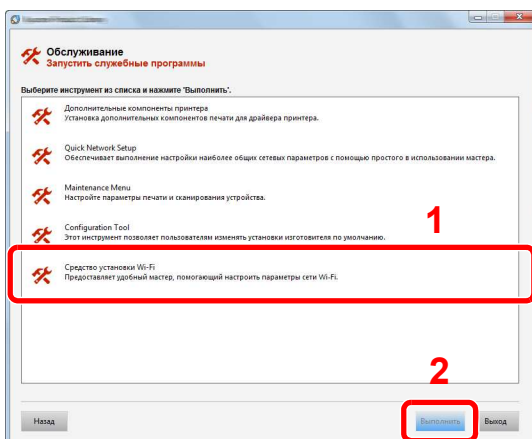 Обслуживание
Запустить служебные программы
Выберите инструмент из списка и нажмите 'Выполнить'.
Дополнительные компоненты принтера
Установка дополнительных компонентов печати для драйвера принтера.
Quick Network Setup
Обеспечивает выполнение настройки наиболее общих сетевых параметров с помощью простого в использовании мастера.
Maintenance Menu
Настройте параметры печати и сканирования устройства.
1
Configuration Tool
Этот инструмент позволяет пользователям изменять установки изготовителя по умолчанию.
Средство установки Wi-Fi
Предоставляет удобный мастер, помогающий настроить параметры сети Wi-Fi.
2
Назад
Выполнить
Выход